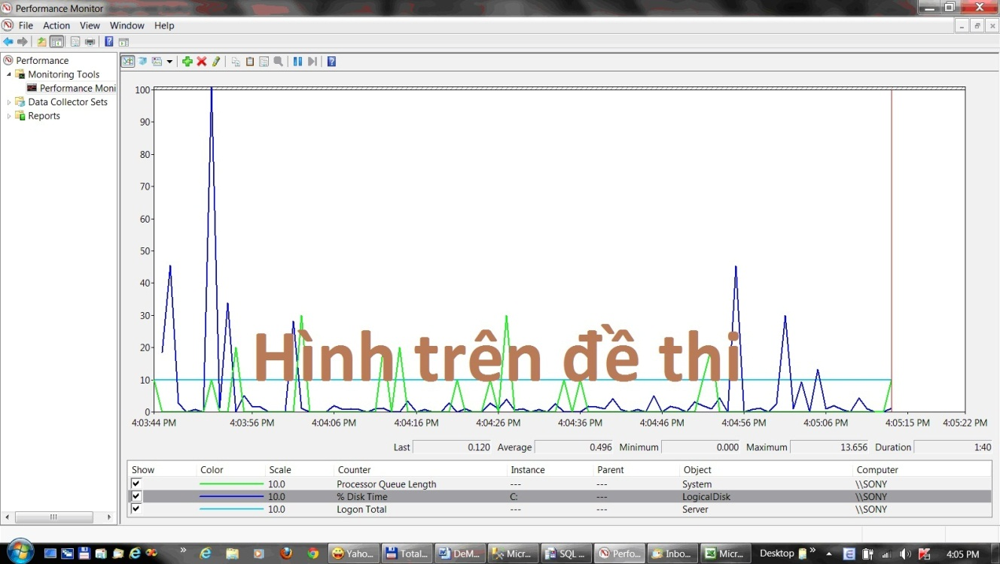 Performance Monitor
File Action View Window Help
Performance
Monitoring Tools
Performance Moni
Data Collector Sets
Reports
100
90
80
70
60
50
40
30
20
10
0
Hình trên đề thi
4:03:44 PM 4:03:56 PM 4:04:06 PM 4:04:16 PM 4:04:26 PM 4:04:36 PM 4:04:46 PM 4:04:56 PM 4:05:06 PM 4:05:15 PM 4:05:22 PM
Last 0.120 Average 0.496 Minimum 0.000 Maximum 13.656 Duration 1:40
Show Color Scale Counter Instance Parent Object Computer
10.0 Processor Queue Length --- --- System \\SONY
10.0 % Disk Time C: --- LogicalDisk \\SONY
10.0 Logon Total --- --- Server \\SONY
Yaho... Total... DeM... Micr... SQL ... Perfo... Inbo... Micr... Desktop 4:05 PM